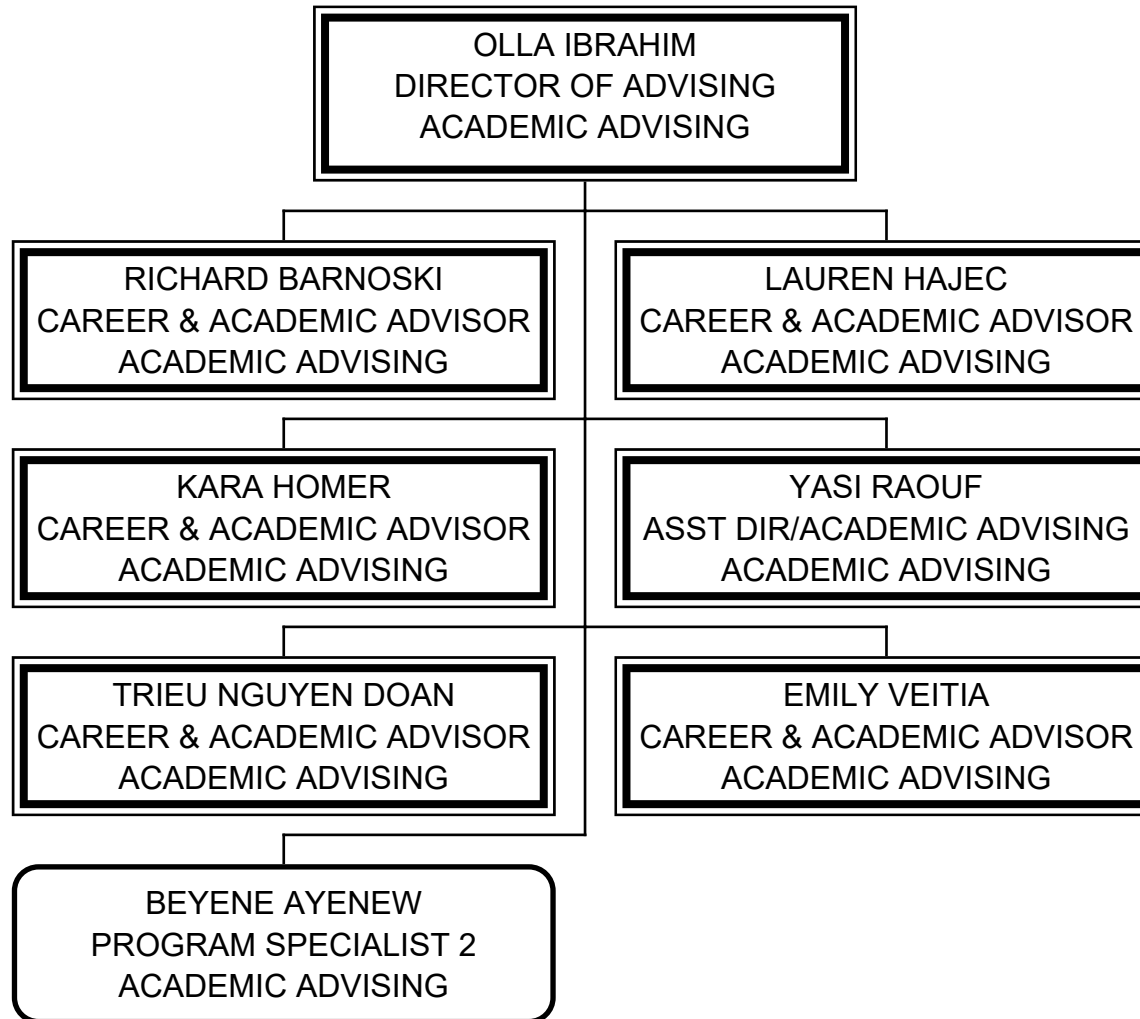 OLLA IBRAHIM
DIRECTOR OF ADVISING
ACADEMIC ADVISING
RICHARD BARNOSKI
CAREER & ACADEMIC ADVISOR
ACADEMIC ADVISING
LAUREN HAJEC
CAREER & ACADEMIC ADVISOR
ACADEMIC ADVISING
KARA HOMER
CAREER & ACADEMIC ADVISOR
ACADEMIC ADVISING
YASI RAOUF
ASST DIR/ACADEMIC ADVISING
ACADEMIC ADVISING
TRIEU NGUYEN DOAN
CAREER & ACADEMIC ADVISOR
ACADEMIC ADVISING
EMILY VEITIA
CAREER & ACADEMIC ADVISOR
ACADEMIC ADVISING
BEYENE AYENEW
PROGRAM SPECIALIST 2
ACADEMIC ADVISING